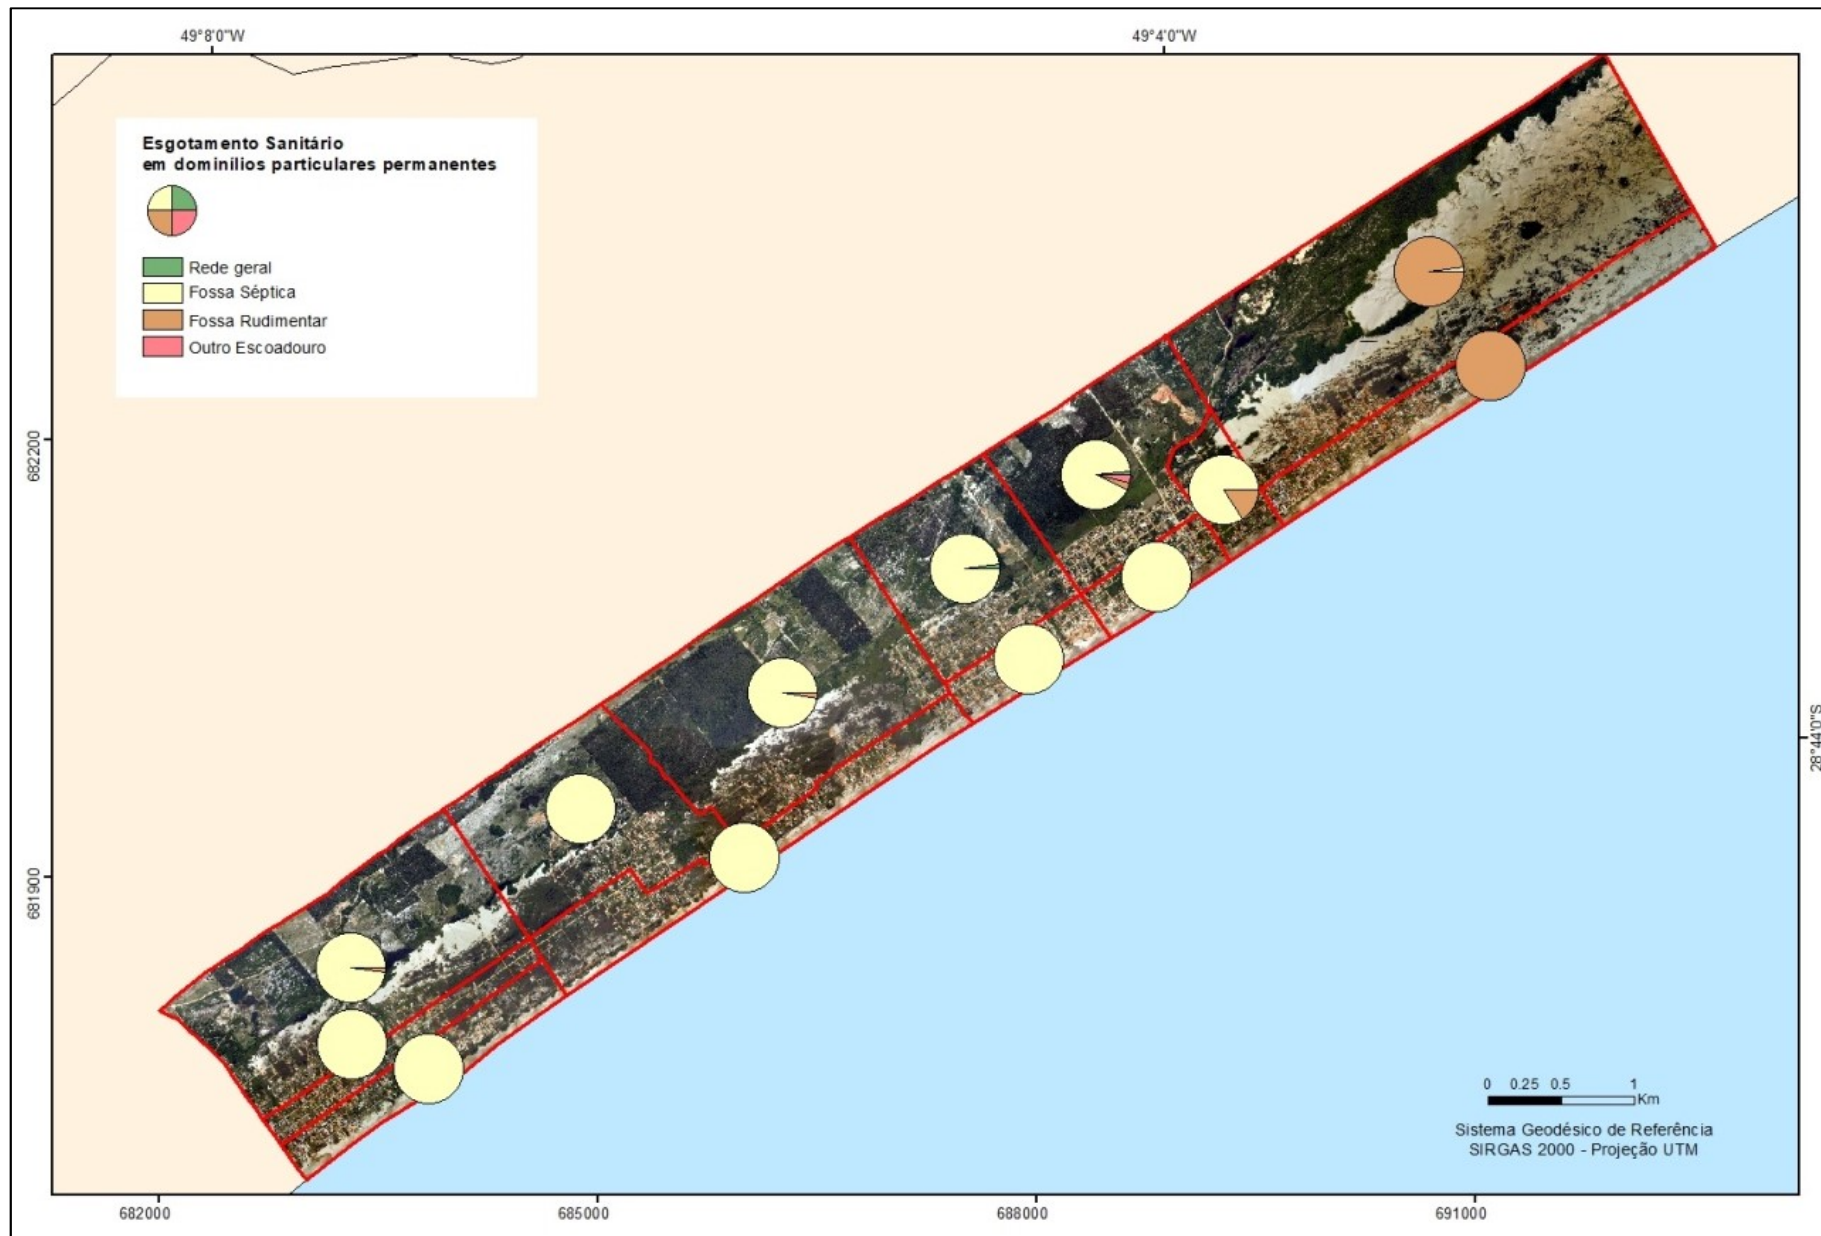 49°8'0"W
49°4'0"W
Esgotamento Sanitário
em dominílios particulares permanentes
Rede geral
Fossa Séptica
Fossa Rudimentar
Outro Escoadouro
682200
28°44'0"S
681900
0 0.25 0.5 1
Km
Sistema Geodésico de Referência
SIRGAS 2000 - Projeção UTM
682000
685000
688000
691000